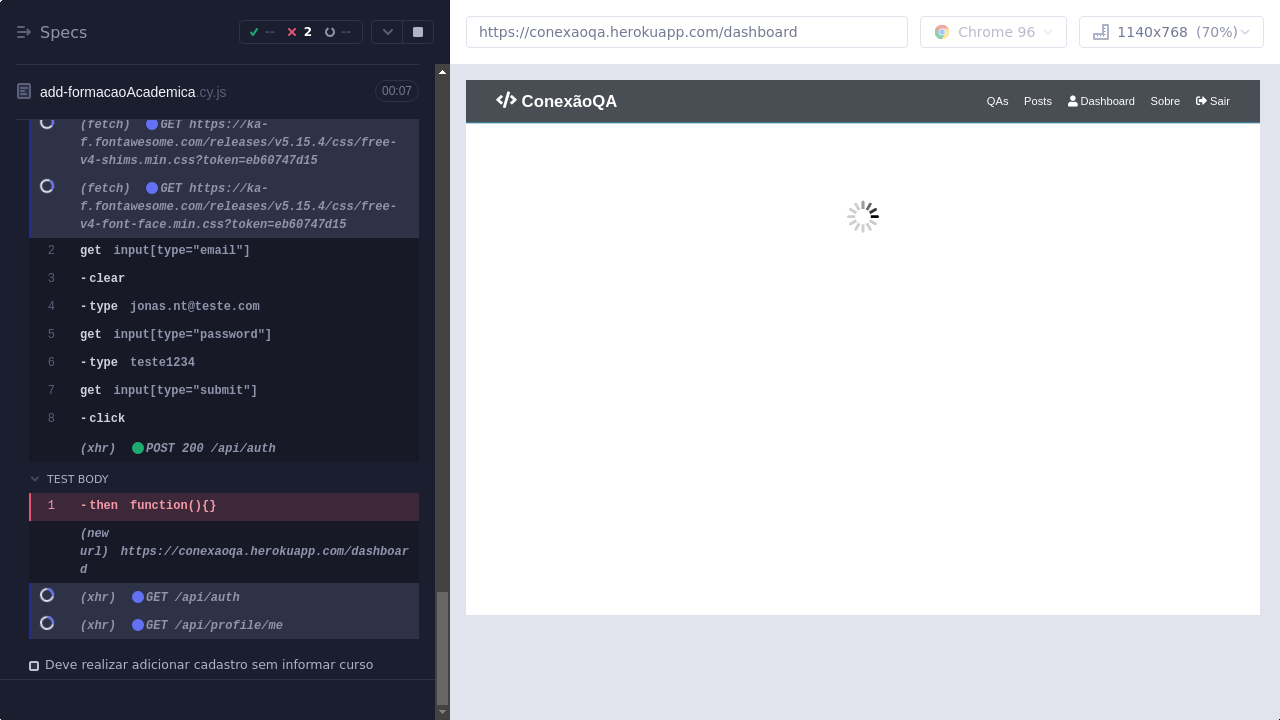 Specs
-- 2 --
https://conexaoqa.herokuapp.com/dashboard
Chrome 96
1140x768 (70%)
add-formacaoAcademica.cy.js
00:07
(fetch) GET https://ka-
f.fontawesome.com/releases/v5.15.4/css/free-
v4-shims.min.css?token=eb60747d15
(fetch) GET https://ka-
f.fontawesome.com/releases/v5.15.4/css/free-
v4-font-face.min.css?token=eb60747d15
2 get input[type="email"]
3 -clear
4 -type jonas.nt@teste.com
5 get input[type="password"]
6 -type teste1234
7 get input[type="submit"]
8 -click
(xhr) POST 200 /api/auth
TEST BODY
1 -then function(){}
(new
url) https://conexaoqa.herokuapp.com/dashboar
d
(xhr) GET /api/auth
(xhr) GET /api/profile/me
Deve realizar adicionar cadastro sem informar curso
ConexãoQA
QAs Posts Dashboard Sobre Sair